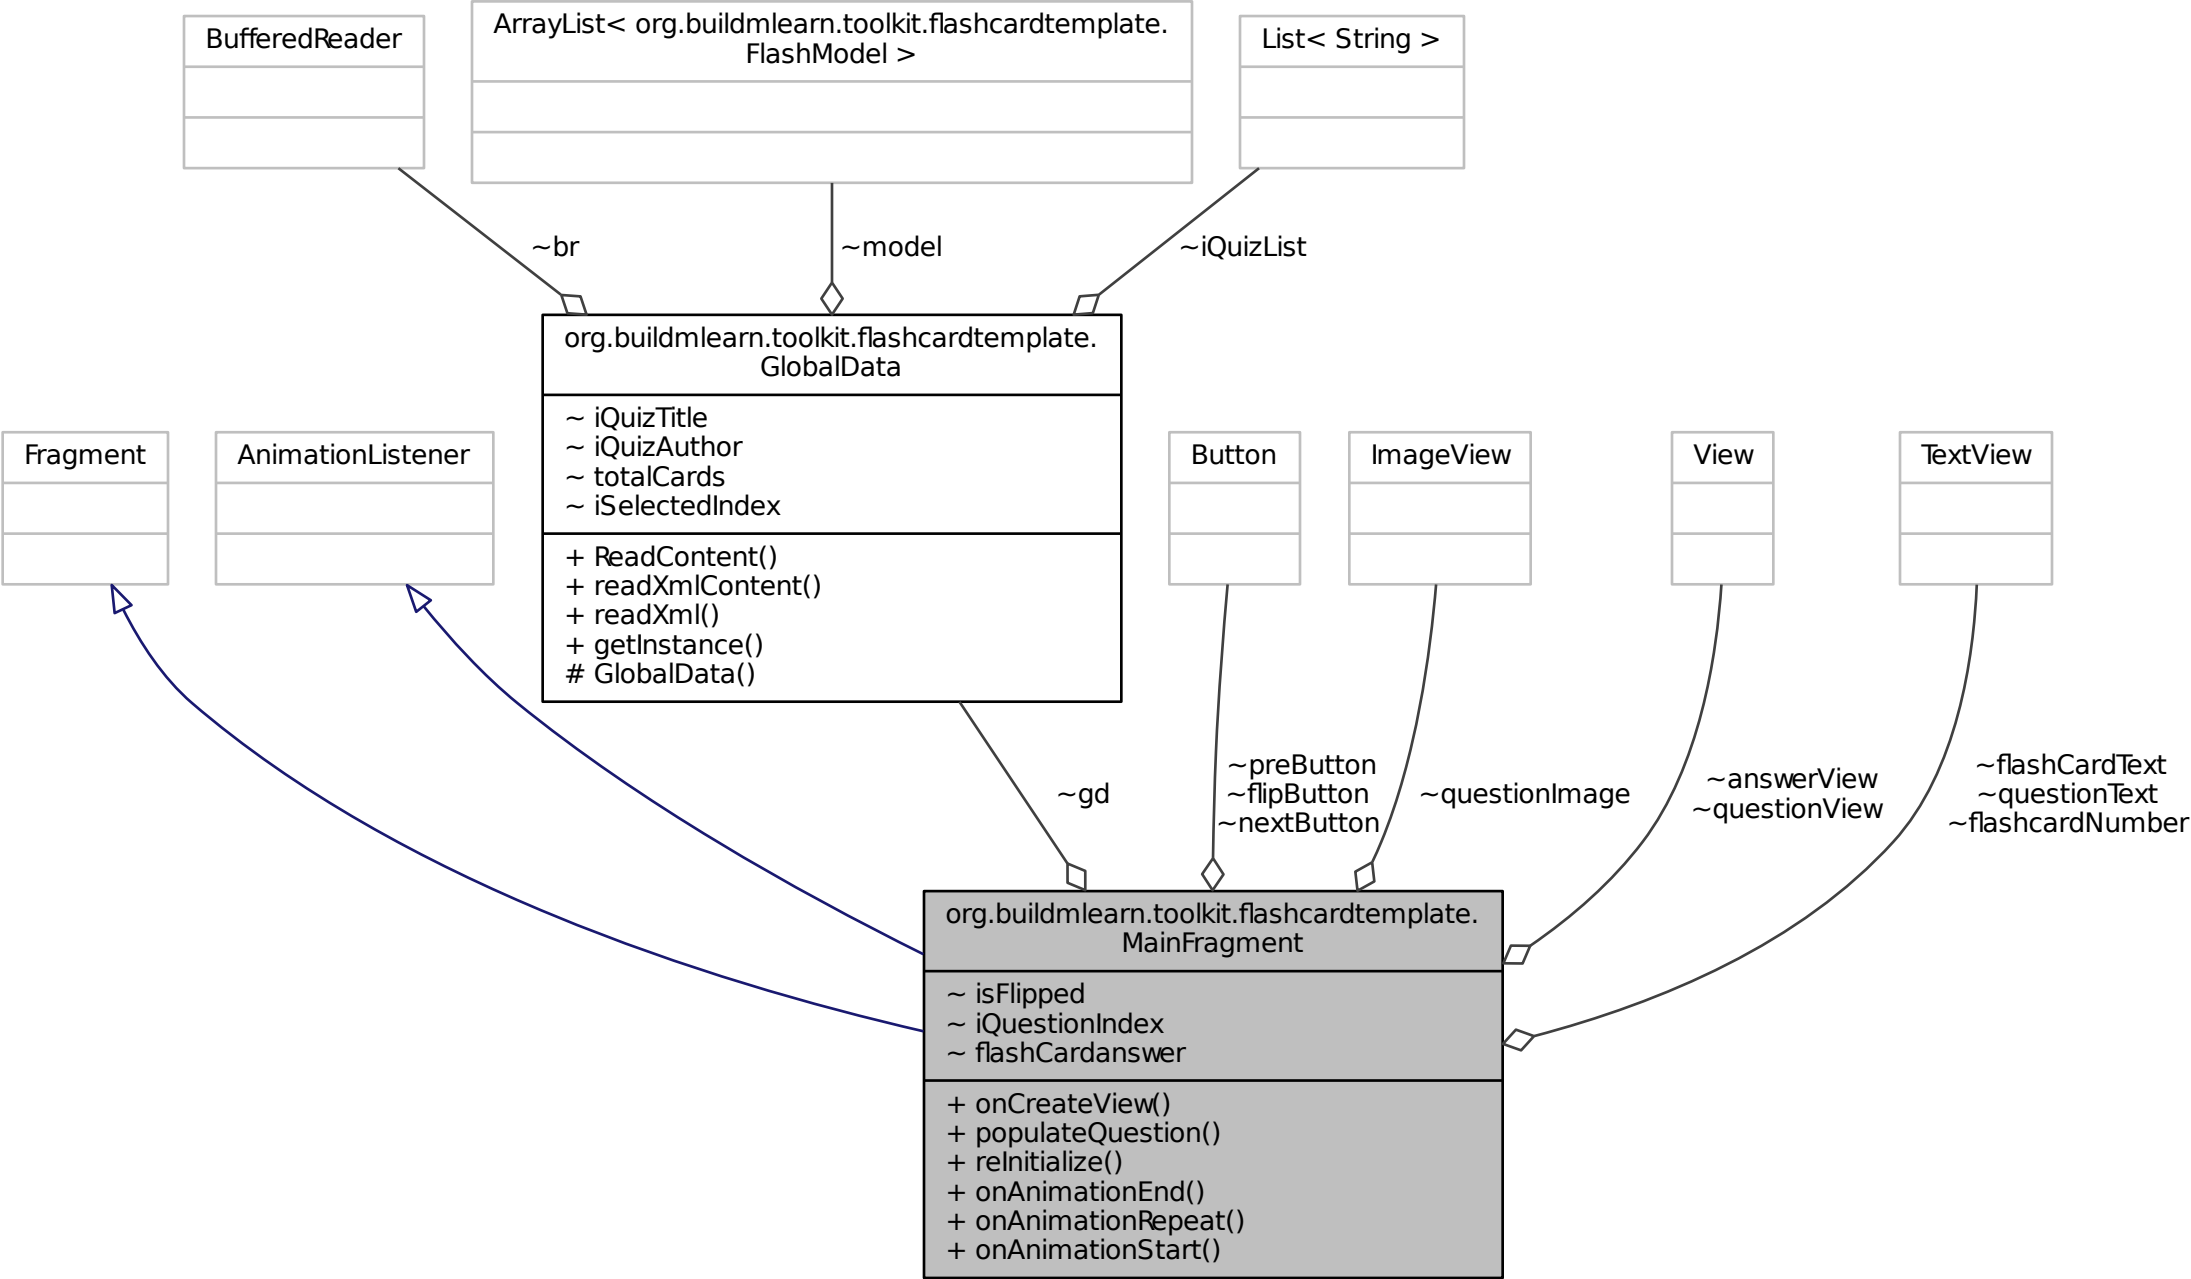 BufferedReader
ArrayList< org.buildmlearn.toolkit.flashcardtemplate.
FlashModel >
List< String >
~br
~model
~iQuizList
org.buildmlearn.toolkit.flashcardtemplate.
GlobalData
~ iQuizTitle
~ iQuizAuthor
~ totalCards
~ iSelectedIndex
+ ReadContent()
+ readXmlContent()
+ readXml()
+ getInstance()
# GlobalData()
Fragment
AnimationListener
Button
ImageView
View
TextView
~gd
~preButton
~flipButton
~nextButton
~questionImage
~answerView
~questionView
~flashCardText
~questionText
~flashcardNumber
org.buildmlearn.toolkit.flashcardtemplate.
MainFragment
~ isFlipped
~ iQuestionIndex
~ flashCardanswer
+ onCreateView()
+ populateQuestion()
+ reInitialize()
+ onAnimationEnd()
+ onAnimationRepeat()
+ onAnimationStart()